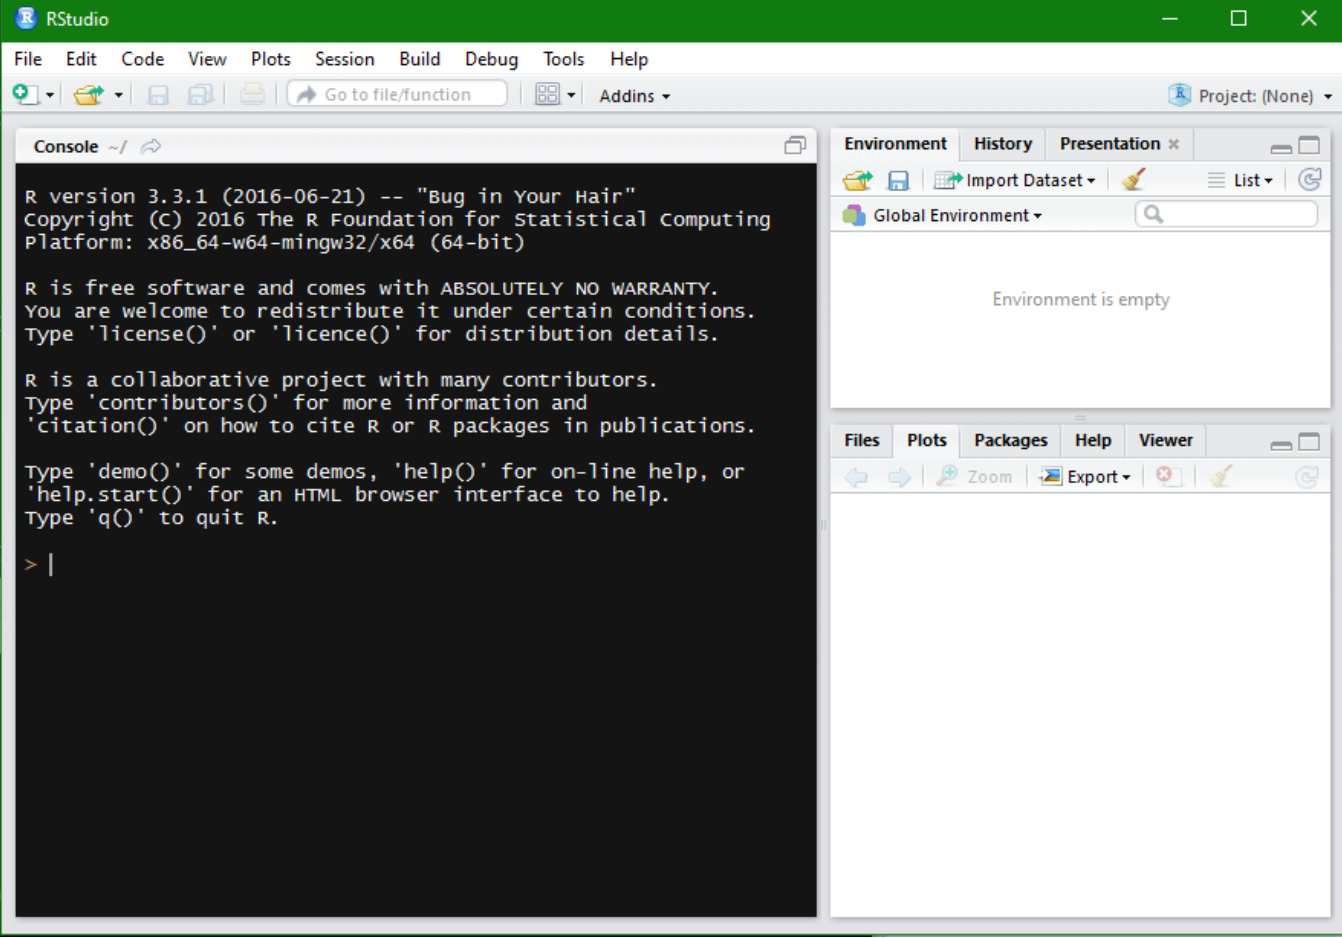 RStudio
File Edit Code View Plots Session Build Debug Tools Help
Go to file/function Addins Project: (None)
Console ~/
R version 3.3.1 (2016-06-21) -- "Bug in Your Hair"
Copyright (C) 2016 The R Foundation for Statistical Computing
Platform: x86_64-w64-mingw32/x64 (64-bit)
R is free software and comes with ABSOLUTELY NO WARRANTY.
You are welcome to redistribute it under certain conditions.
Type 'license()' or 'licence()' for distribution details.
R is a collaborative project with many contributors.
Type 'contributors()' for more information and
'citation()' on how to cite R or R packages in publications.
Type 'demo()' for some demos, 'help()' for on-line help, or
'help.start()' for an HTML browser interface to help.
Type 'q()' to quit R.
>
Environment History Presentation
Import Dataset List
Global Environment
Environment is empty
Files Plots Packages Help Viewer
Zoom Export